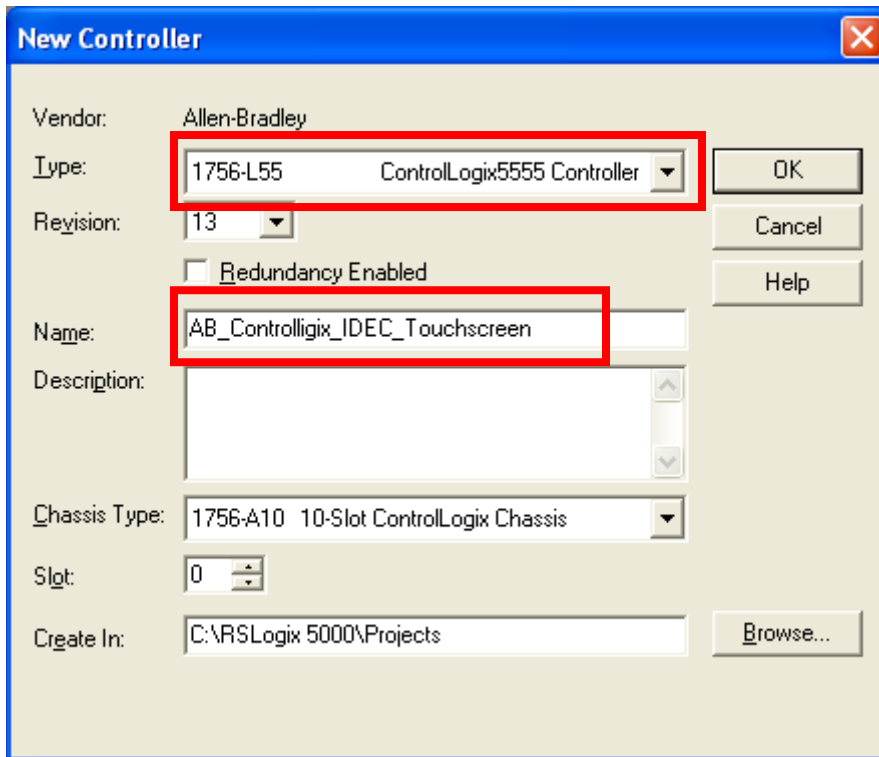 New Controller
Vendor: Allen-Bradley
Type: 1756-L55 ControlLogix5555 Controller OK
Revision: 13 Cancel
Redundancy Enabled Help
Name: AB_Controlligix_IDEC_Touchscreen
Description:
Chassis Type: 1756-A10 10-Slot ControlLogix Chassis
Slot: 0
Create In: C:\RSLogix 5000\Projects Browse...